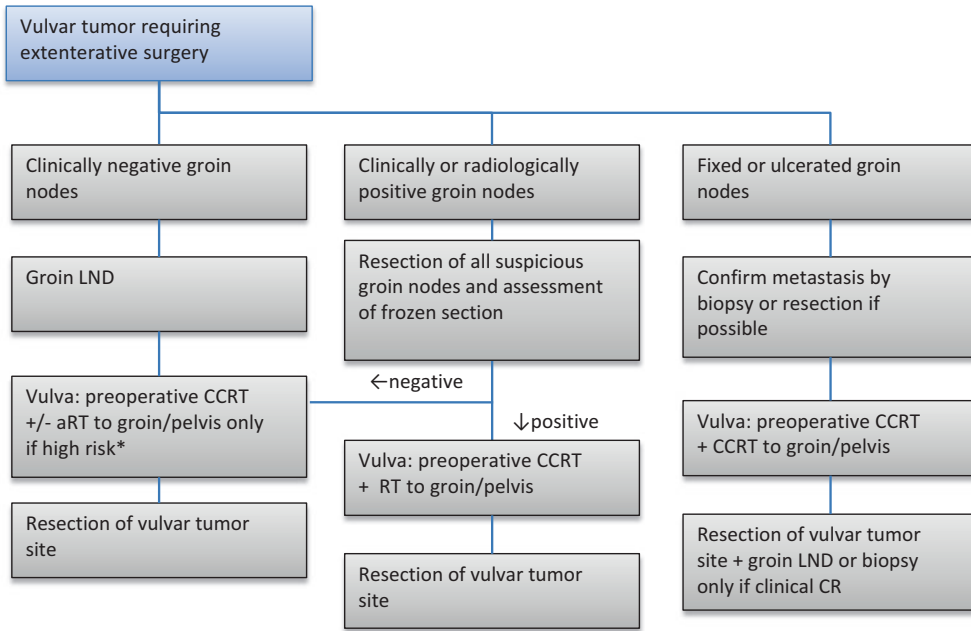 Vulvar tumor requiring
extenterative surgery
Clinically negative groin
nodes
Clinically or radiologically
positive groin nodes
Fixed or ulcerated groin
nodes
Groin LND
Resection of all suspicious
groin nodes and assessment
of frozen section
Confirm metastasis by
biopsy or resection if
possible
←negative
↓positive
Vulva: preoperative CCRT
+/- aRT to groin/pelvis only
if high risk*
Vulva: preoperative CCRT
+ RT to groin/pelvis
Vulva: preoperative CCRT
+ CCRT to groin/pelvis
Resection of vulvar tumor
site
Resection of vulvar tumor
site
Resection of vulvar tumor
site + groin LND or biopsy
only if clinical CR